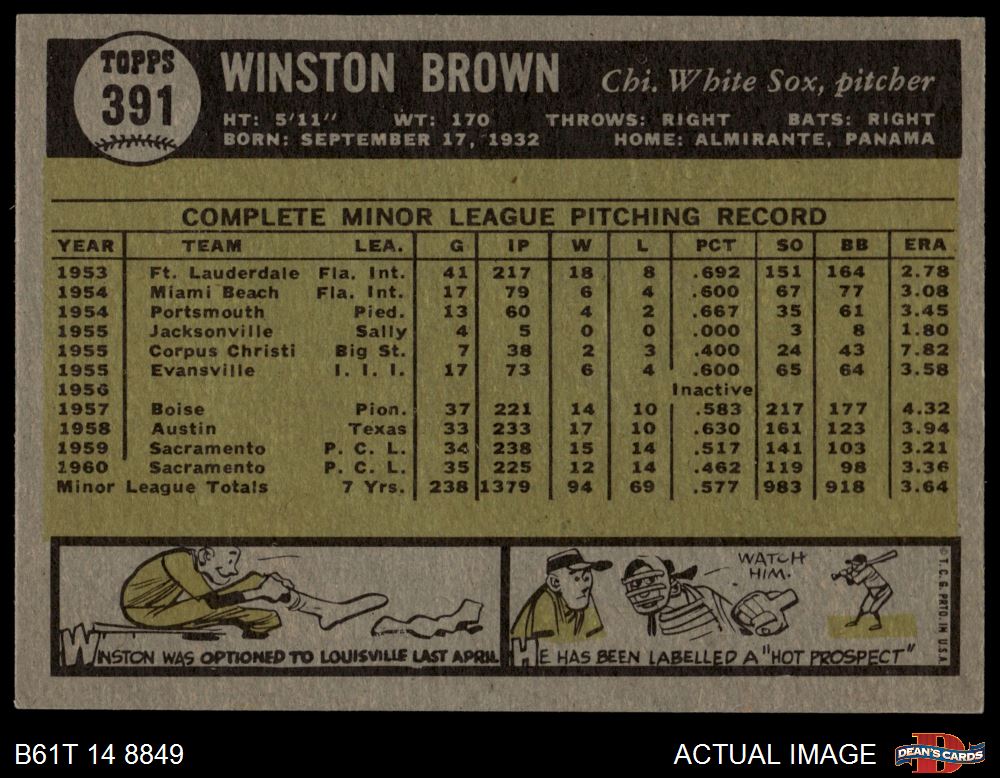 TOPPS
391
WINSTON BROWN Chi. White Sox, pitcher
HT: 5'11" WT: 170 THROWS: RIGHT BATS: RIGHT
BORN: SEPTEMBER 17, 1932 HOME: ALMIRANTE, PANAMA
COMPLETE MINOR LEAGUE PITCHING RECORD
YEAR TEAM LEA. G IP W L PCT SO BB ERA
1953 Ft. Lauderdale Fla. Int. 41 217 18 8 .692 151 164 2.78
1954 Miami Beach Fla. Int. 17 79 6 4 .600 67 77 3.08
1954 Portsmouth Pied. 13 60 4 2 .667 35 61 3.45
1955 Jacksonville Sally 4 5 0 0 .000 3 8 1.80
1955 Corpus Christi Big St. 7 38 2 3 .400 24 43 7.82
1955 Evansville I. I. I. 17 73 6 4 .600 65 64 3.58
1956 Inactive
1957 Boise Pion. 37 221 14 10 .583 217 177 4.32
1958 Austin Texas 33 233 17 10 .630 161 123 3.94
1959 Sacramento P. C. L. 34 238 15 14 .517 141 103 3.21
1960 Sacramento P. C. L. 35 225 12 14 .462 119 98 3.36
Minor League Totals 7 Yrs. 238 1379 94 69 .577 983 918 3.64
WINSTON WAS OPTIONED TO LOUISVILLE LAST APRIL
WATCH
HIM.
HE HAS BEEN LABELLED A "HOT PROSPECT"
© T. C. G. PRTD. IN U.S.A.
B61T 14 8849 ACTUAL IMAGE DEAN'S CARDS